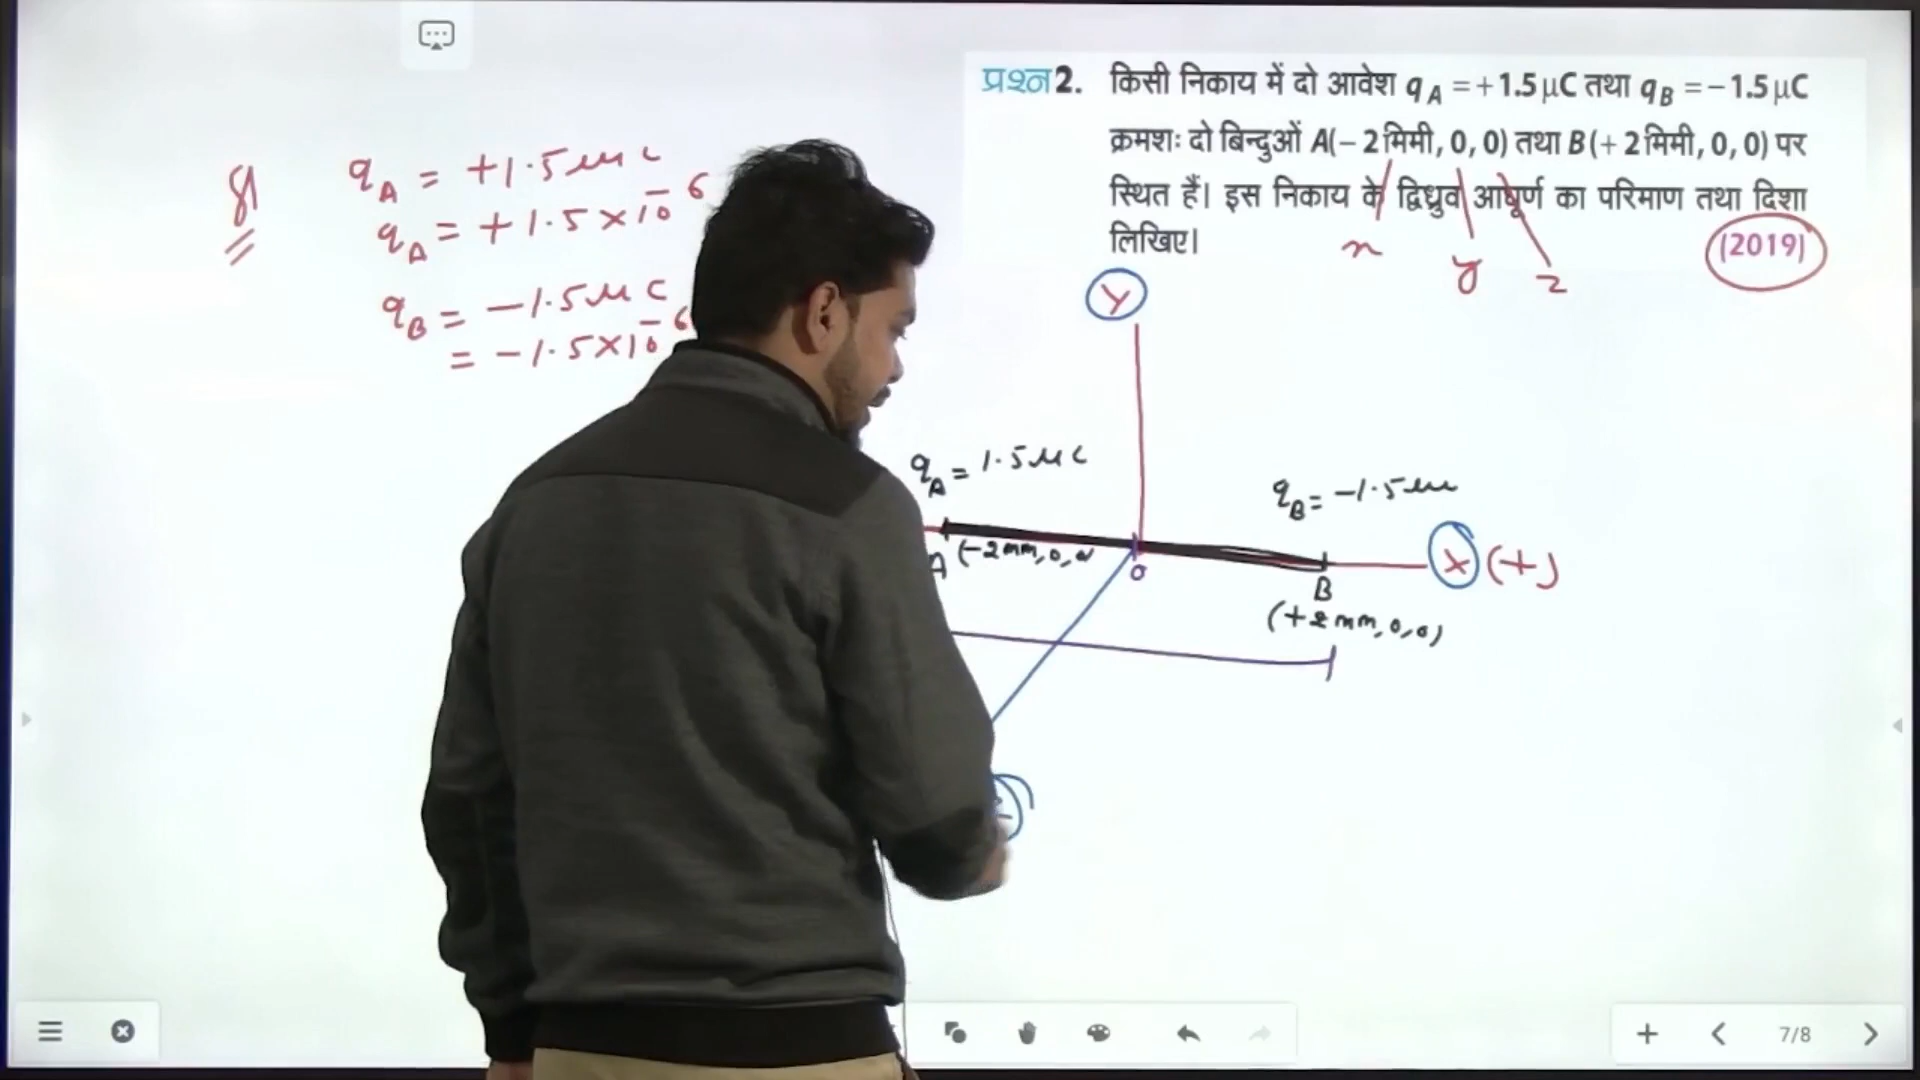 प्रश्न 2. किसी निकाय में दो आवेश q_A = + 1.5 μC तथा q_B = − 1.5 μC
क्रमशः दो बिन्दुओं A(− 2 मिमी, 0, 0) तथा B (+ 2 मिमी, 0, 0) पर
स्थित हैं। इस निकाय के द्विध्रुव आघूर्ण का परिमाण तथा दिशा
लिखिए।
(2019)
x y z
q_A = +1.5 μC
q_A = + 1.5 × 10^-6
q_B = −1.5 μC
= −1.5 × 10^-6
Y
q_A = 1.5 μC
q_B = −1.5 μ
A (−2mm, 0, 0
O
B
X (+)
(+2mm, 0, 0)
7/8